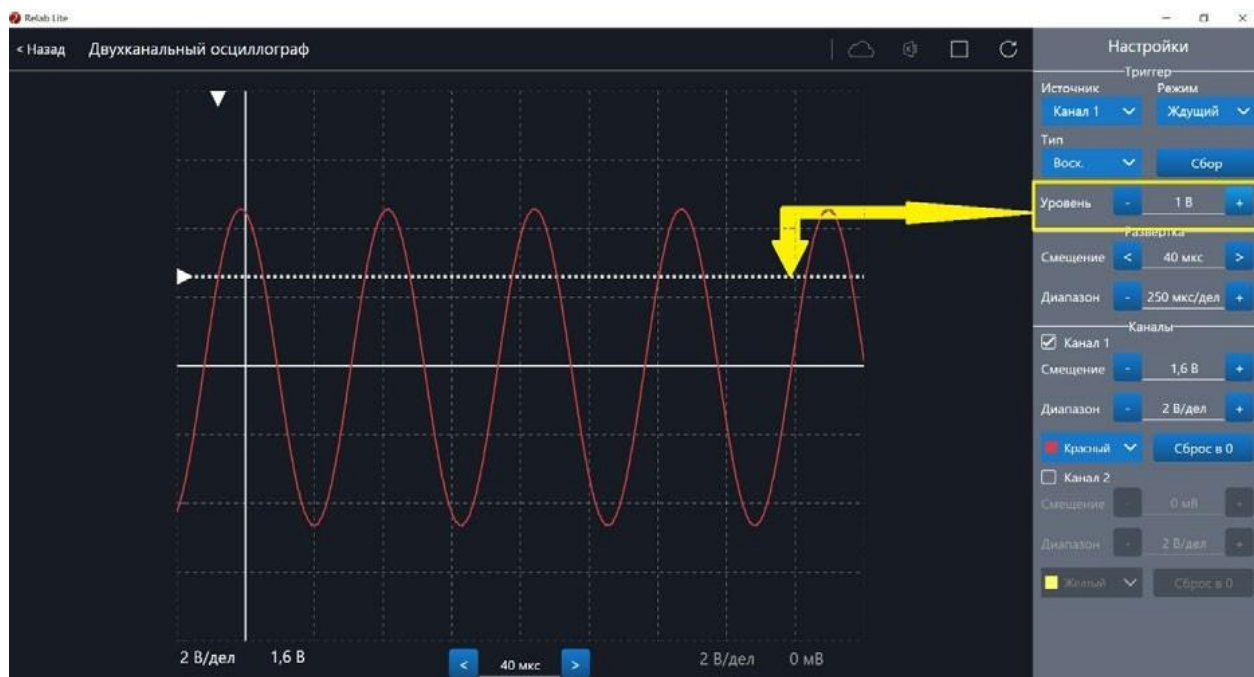 Relab Lite
< Назад Двухканальный осциллограф
Настройки
Триггер
Источник Режим
Канал 1 Ждущий
Тип
Восх. Сбор
Уровень - 1 В +
Развертка
Смещение < 40 мкс >
Диапазон - 250 мкс/дел +
Каналы
Канал 1
Смещение - 1,6 В +
Диапазон - 2 В/дел +
Красный Сброс в 0
Канал 2
Смещение - 0 мВ +
Диапазон - 2 В/дел +
Желтый Сброс в 0
2 В/дел 1,6 В < 40 мкс > 2 В/дел 0 мВ